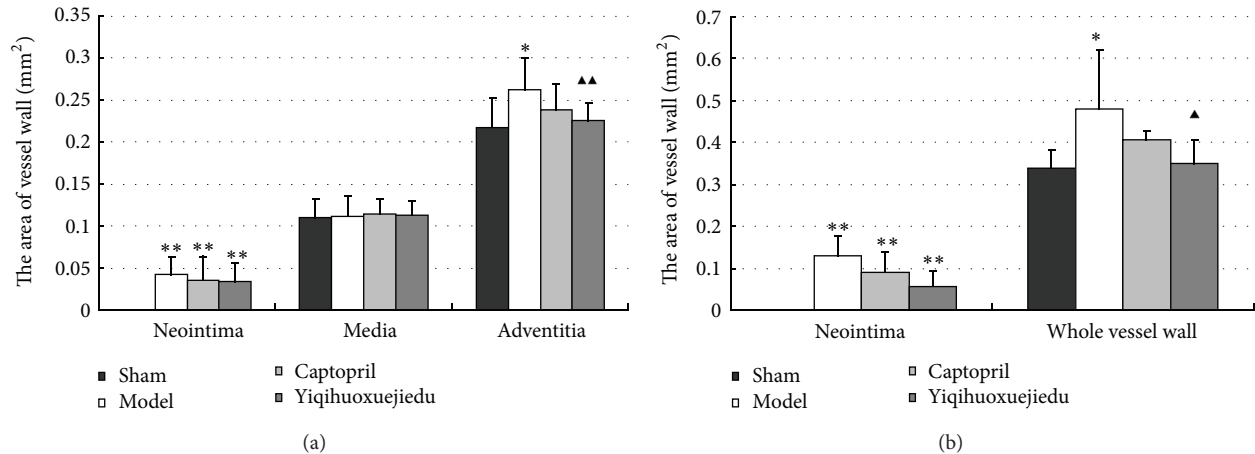 The area of vessel wall (mm²)
0.35
0.3
0.25
0.2
0.15
0.1
0.05
0
**
**
**
*
▲▲
Neointima
Media
Adventitia
Sham
Model
Captopril
Yiqihuoxuejiedu
(a)
The area of vessel wall (mm²)
0.7
0.6
0.5
0.4
0.3
0.2
0.1
0
**
**
**
*
▲
Neointima
Whole vessel wall
Sham
Model
Captopril
Yiqihuoxuejiedu
(b)